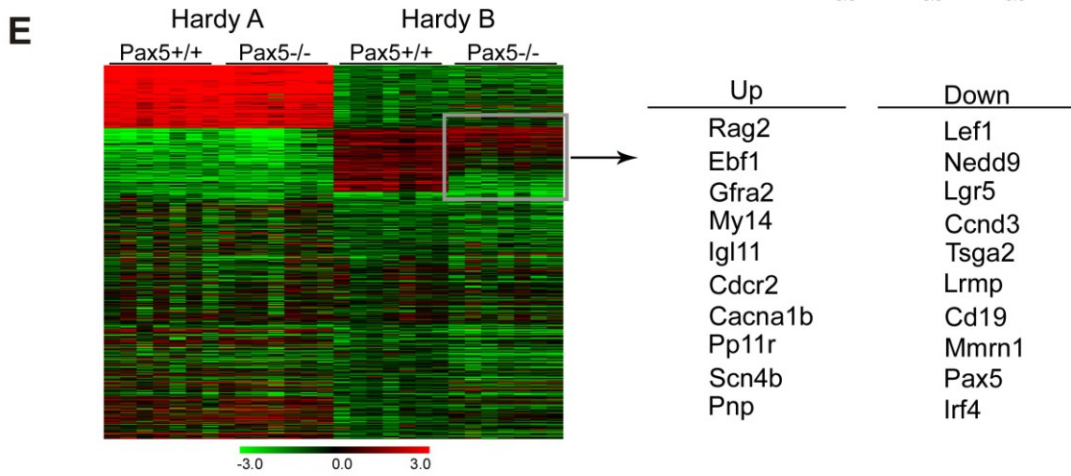 E
Hardy A Hardy B
Pax5+/+ Pax5-/- Pax5+/+ Pax5-/-
Up
Rag2
Ebf1
Gfra2
My14
Igl11
Cdcr2
Cacna1b
Pp11r
Scn4b
Pnp
Down
Lef1
Nedd9
Lgr5
Ccnd3
Tsga2
Lrmp
Cd19
Mmrn1
Pax5
Irf4
-3.0 0.0 3.0